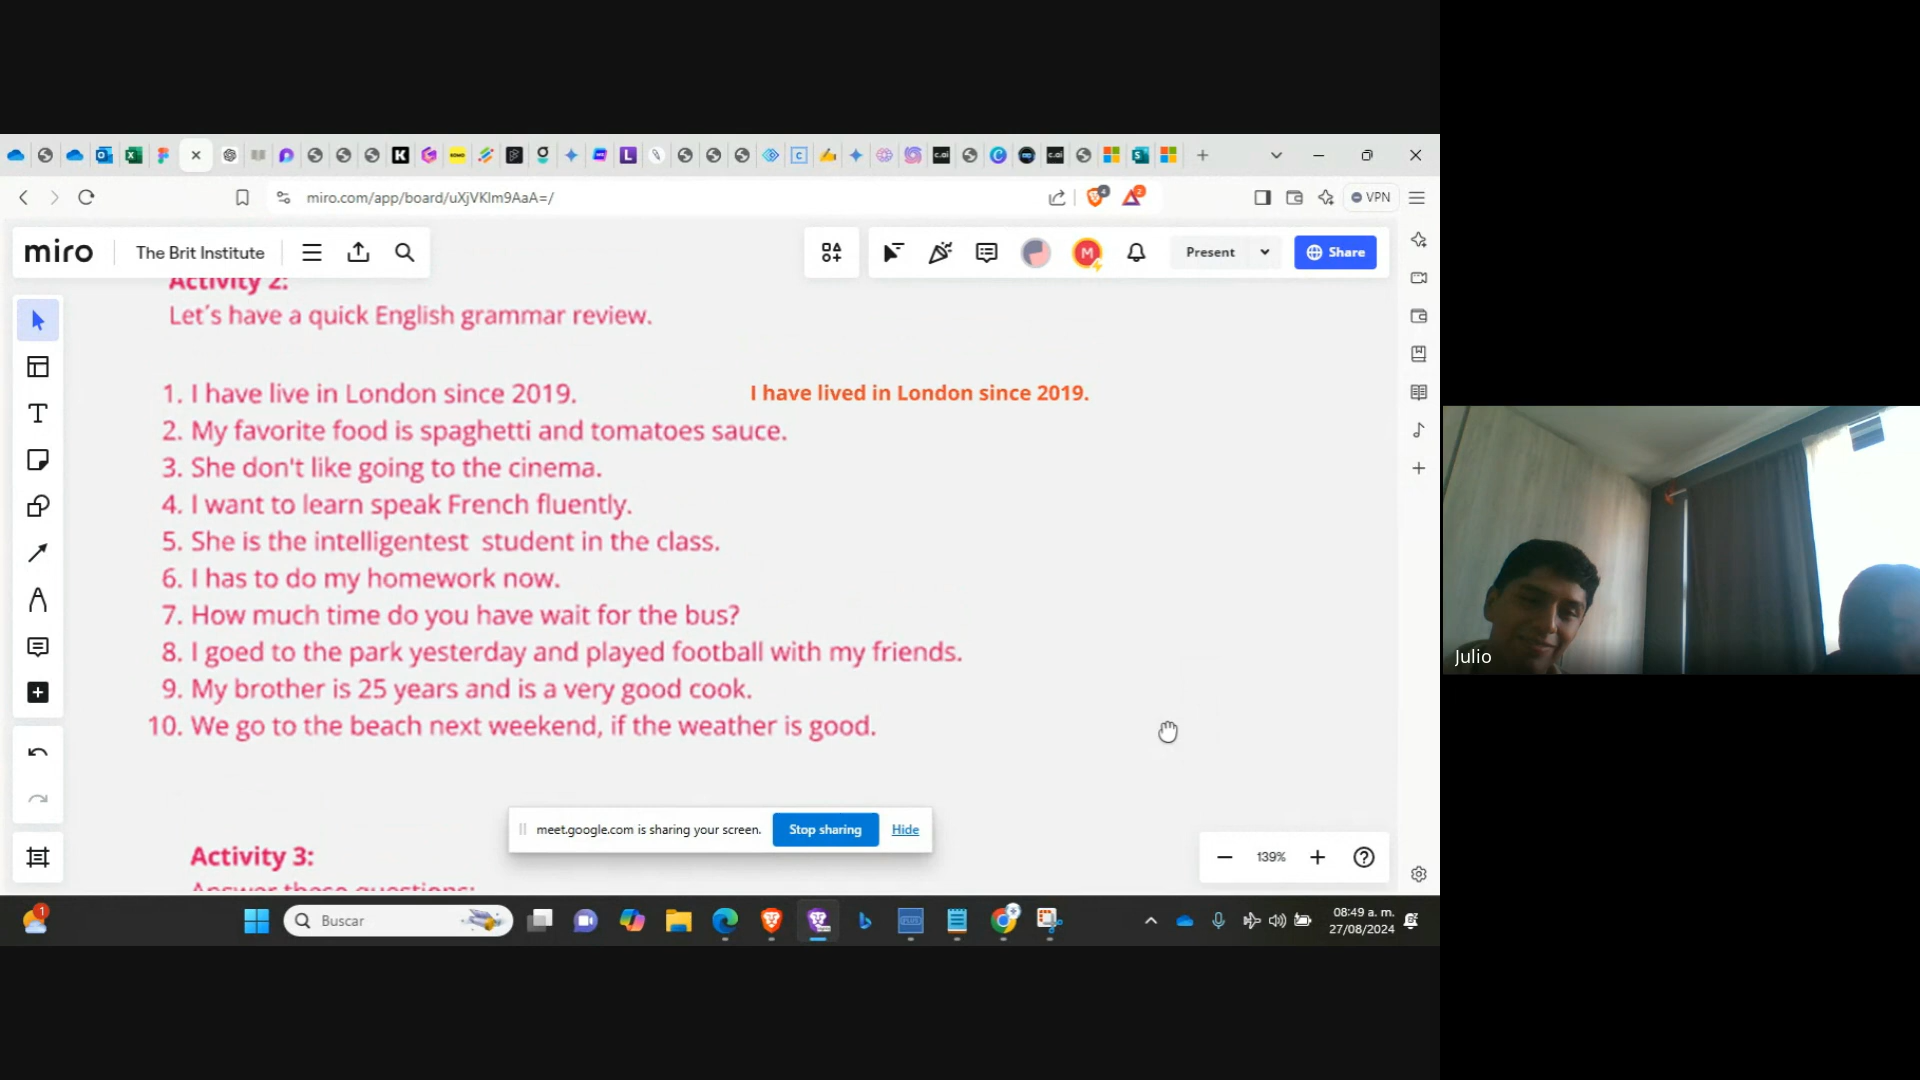 miro.com/app/board/uXjVKlm9AaA=/
4
2
VPN
miro
The Brit Institute
M
Present
Share
Activity 2:
Let´s have a quick English grammar review.
1. I have live in London since 2019.
I have lived in London since 2019.
2. My favorite food is spaghetti and tomatoes sauce.
3. She don't like going to the cinema.
4. I want to learn speak French fluently.
5. She is the intelligentest student in the class.
6. I has to do my homework now.
7. How much time do you have wait for the bus?
8. I goed to the park yesterday and played football with my friends.
9. My brother is 25 years and is a very good cook.
10. We go to the beach next weekend, if the weather is good.
Julio
meet.google.com is sharing your screen.
Stop sharing
Hide
Activity 3:
Answer these questions:
139%
1
Buscar
08:49 a. m.
27/08/2024